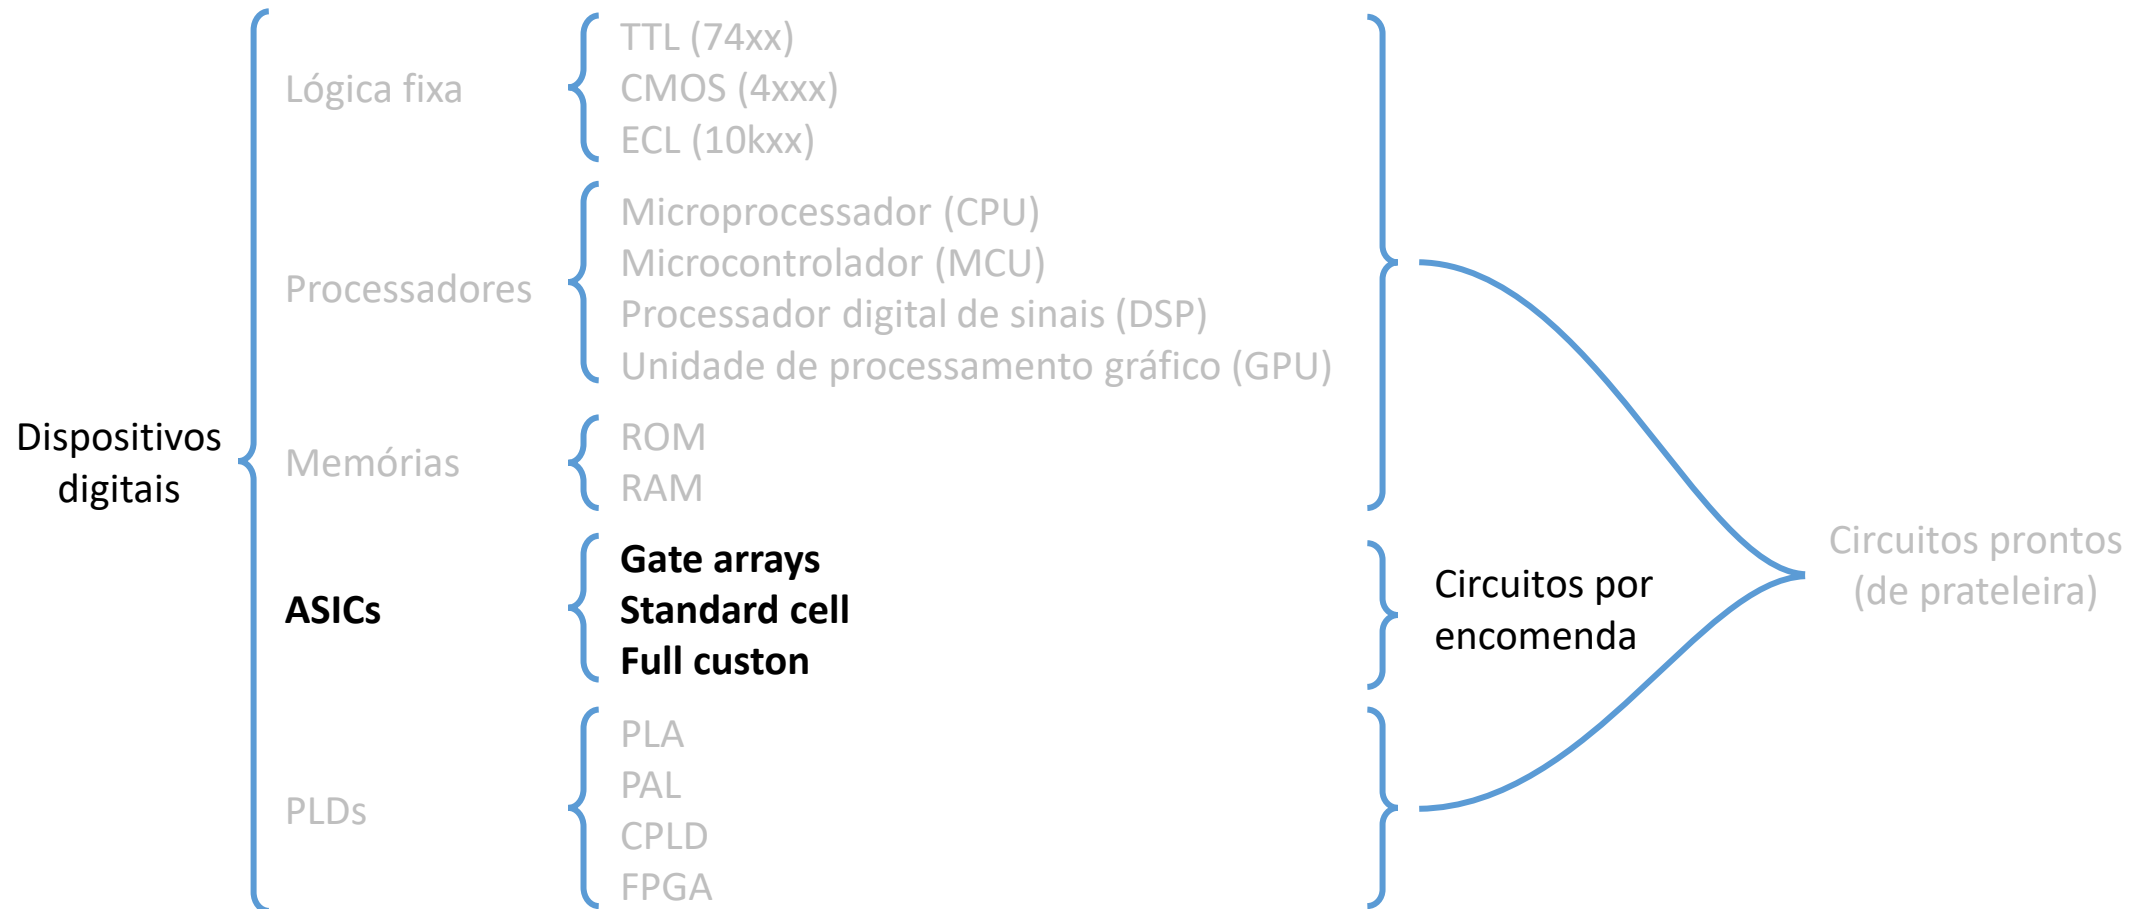 Dispositivos
digitais
Lógica fixa
TTL (74xx)
CMOS (4xxx)
ECL (10kxx)
Processadores
Microprocessador (CPU)
Microcontrolador (MCU)
Processador digital de sinais (DSP)
Unidade de processamento gráfico (GPU)
Memórias
ROM
RAM
ASICs
Gate arrays
Standard cell
Full custon
PLDs
PLA
PAL
CPLD
FPGA
Circuitos por
encomenda
Circuitos prontos
(de prateleira)